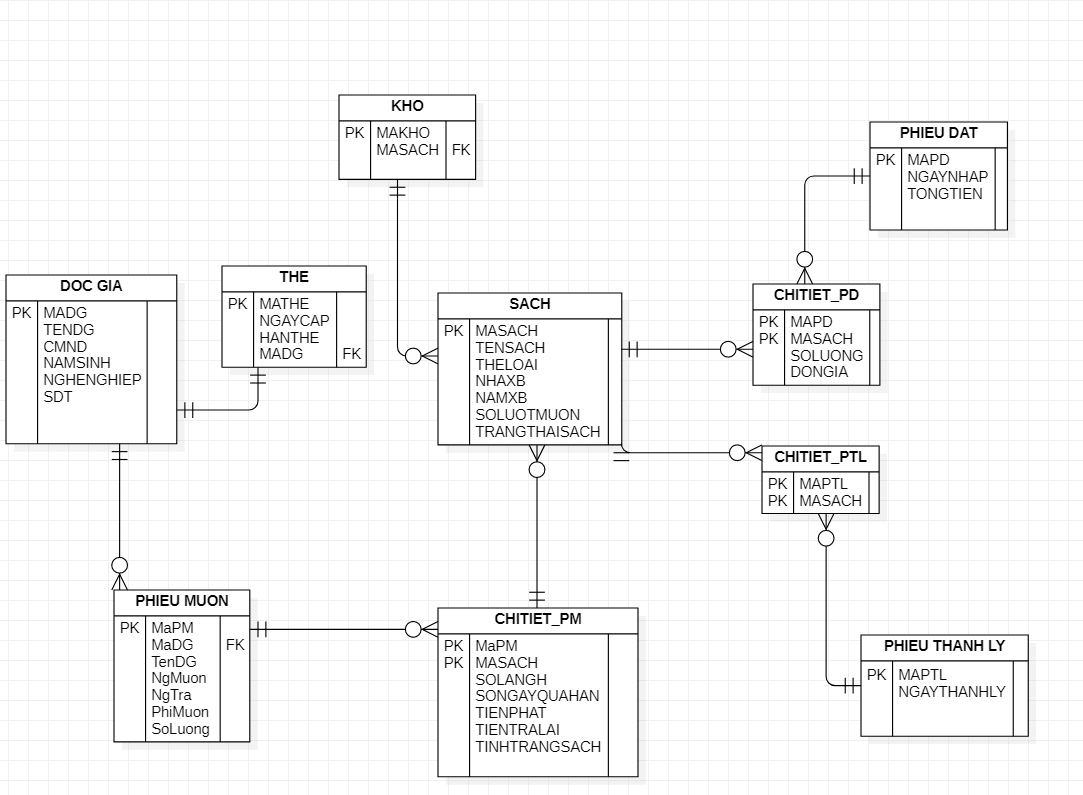 KHO
PK MAKHO
MASACH FK
PHIEU DAT
PK MAPD
NGAYNHAP
TONGTIEN
DOC GIA
PK MADG
TENDG
CMND
NAMSINH
NGHENGHIEP
SDT
THE
PK MATHE
NGAYCAP
HANTHE
MADG FK
SACH
PK MASACH
TENSACH
THELOAI
NHAXB
NAMXB
SOLUOTMUON
TRANGTHAISACH
CHITIET_PD
PK MAPD
PK MASACH
SOLUONG
DONGIA
CHITIET_PTL
PK MAPTL
PK MASACH
PHIEU MUON
PK MaPM
MaDG FK
TenDG
NgMuon
NgTra
PhiMuon
SoLuong
CHITIET_PM
PK MaPM
PK MASACH
SOLANGH
SONGAYQUAHAN
TIENPHAT
TIENTRALAI
TINHTRANGSACH
PHIEU THANH LY
PK MAPTL
NGAYTHANHLY